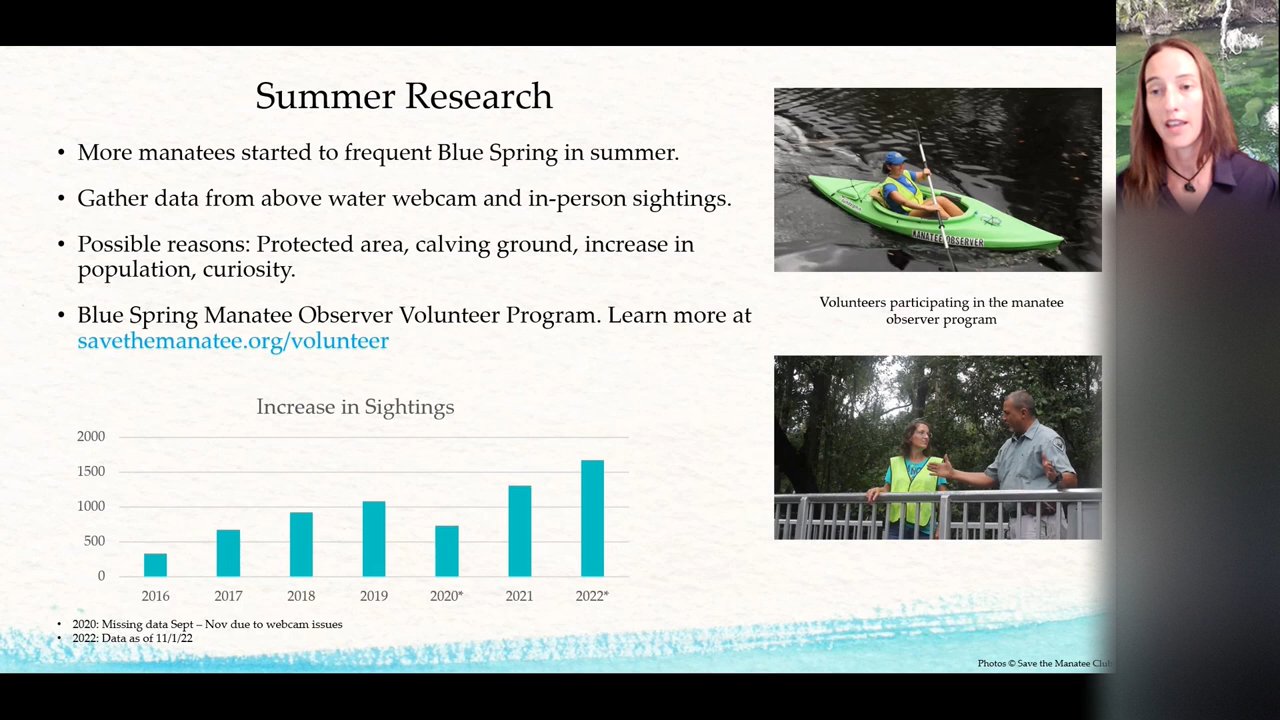 Summer Research
• More manatees started to frequent Blue Spring in summer.
• Gather data from above water webcam and in-person sightings.
• Possible reasons: Protected area, calving ground, increase in
population, curiosity.
• Blue Spring Manatee Observer Volunteer Program. Learn more at
savethemanatee.org/volunteer
Increase in Sightings
2000
1500
1000
500
0
2016 2017 2018 2019 2020* 2021 2022*
• 2020: Missing data Sept – Nov due to webcam issues
• 2022: Data as of 11/1/22
MANATEE OBSERVER
Volunteers participating in the manatee
observer program
Photos © Save the Manatee Club